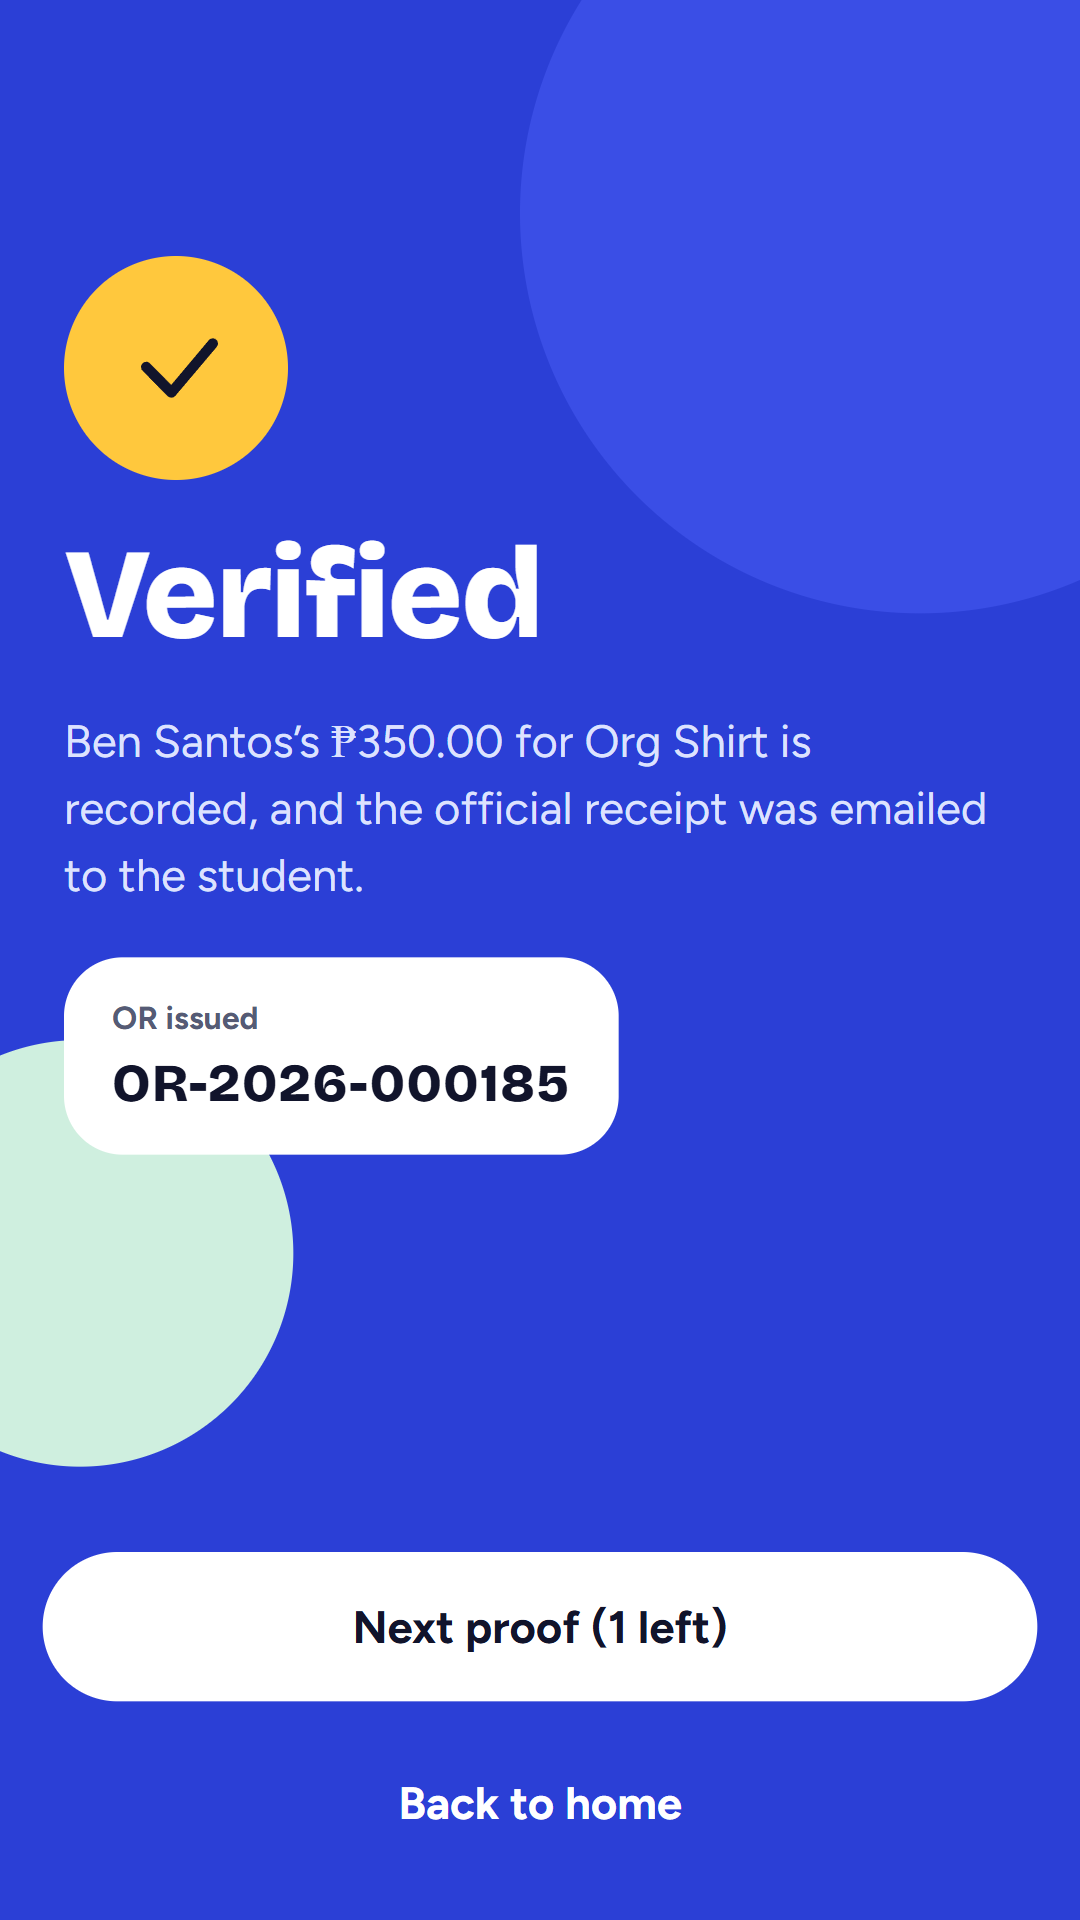 Verified
Ben Santos’s ₱350.00 for Org Shirt is
recorded, and the official receipt was emailed
to the student.
OR issued
OR-2026-000185
Next proof (1 left)
Back to home